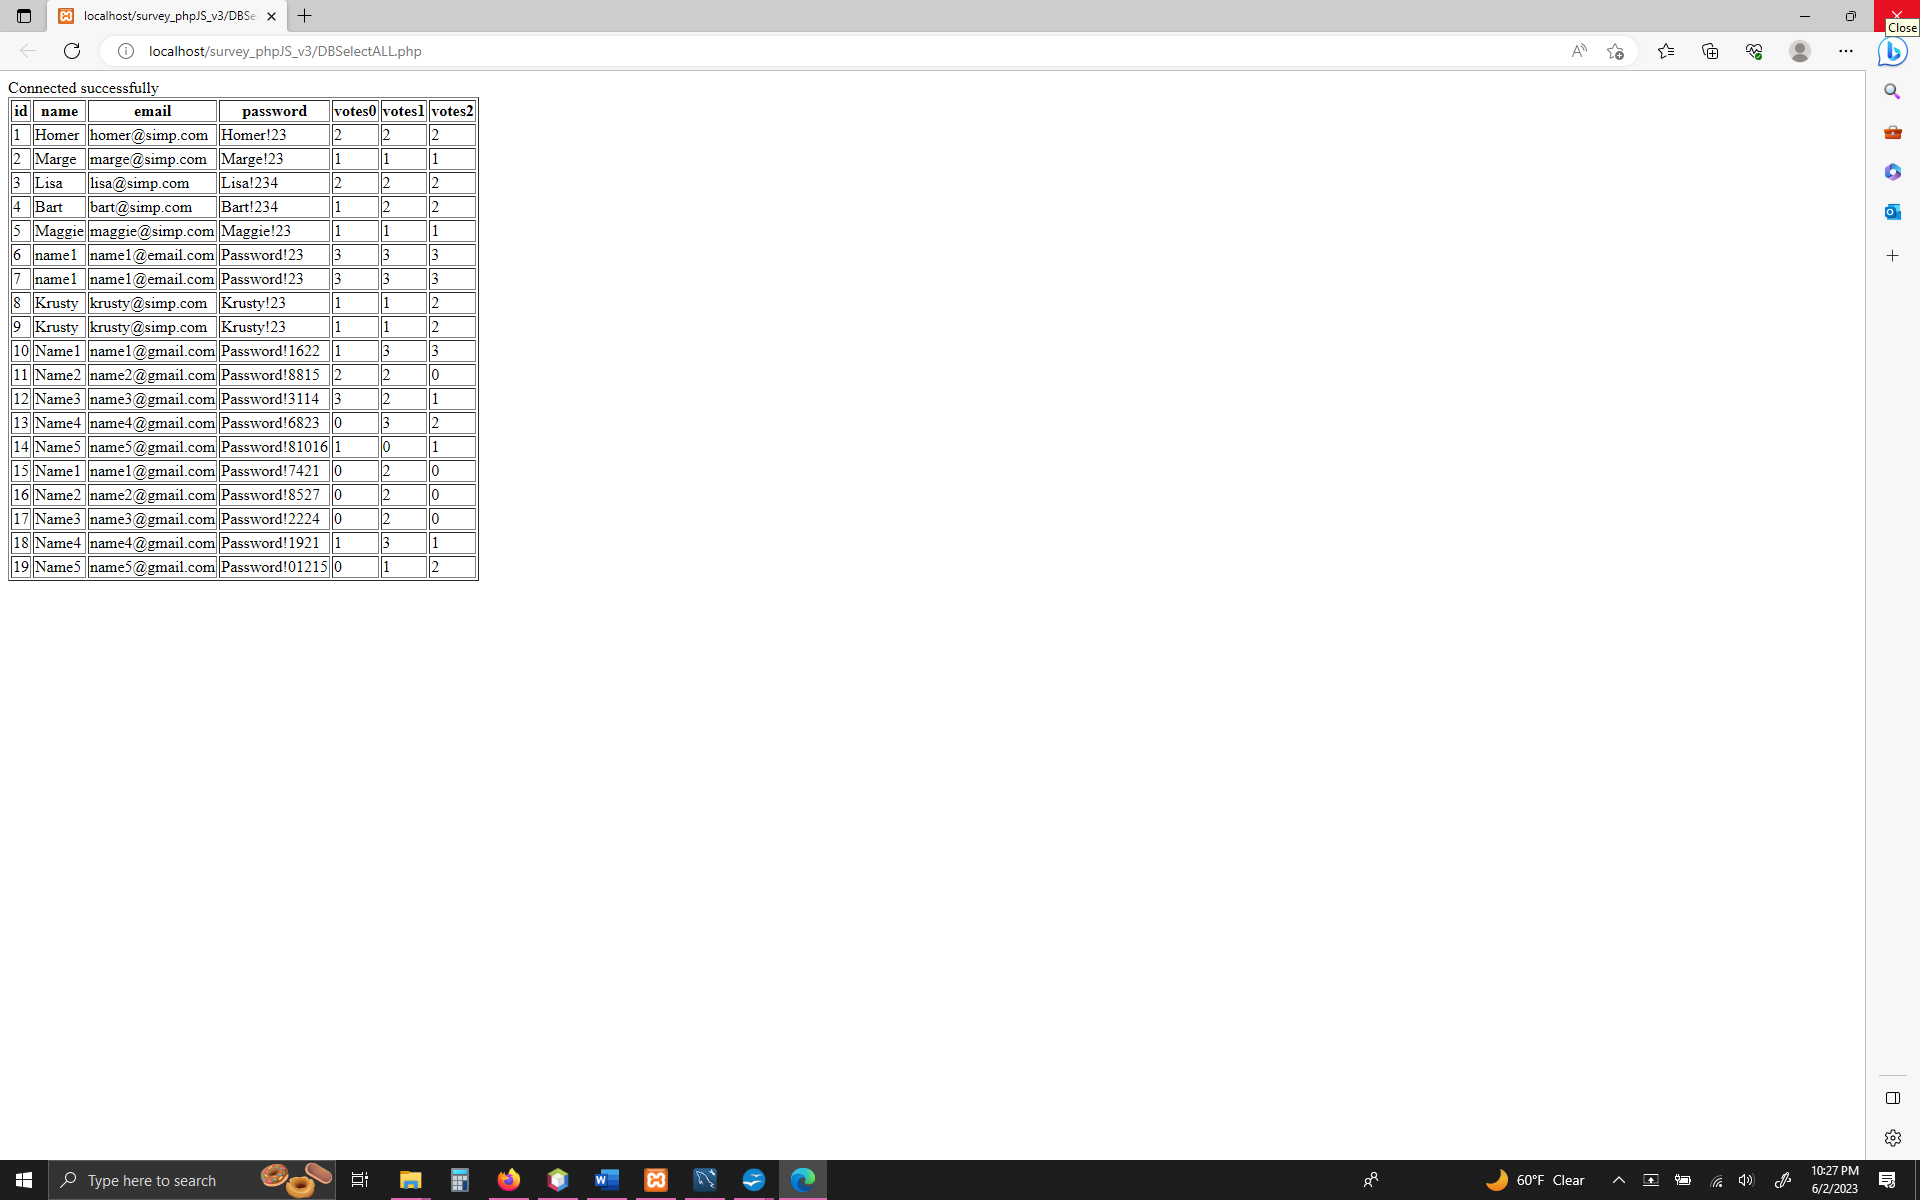 localhost/survey_phpJS_v3/DBSe
Close
localhost/survey_phpJS_v3/DBSelectALL.php
Connected successfully
id name email password votes0 votes1 votes2
1 Homer homer@simp.com Homer!23 2 2 2
2 Marge marge@simp.com Marge!23 1 1 1
3 Lisa lisa@simp.com Lisa!234 2 2 2
4 Bart bart@simp.com Bart!234 1 2 2
5 Maggie maggie@simp.com Maggie!23 1 1 1
6 name1 name1@email.com Password!23 3 3 3
7 name1 name1@email.com Password!23 3 3 3
8 Krusty krusty@simp.com Krusty!23 1 1 2
9 Krusty krusty@simp.com Krusty!23 1 1 2
10 Name1 name1@gmail.com Password!1622 1 3 3
11 Name2 name2@gmail.com Password!8815 2 2 0
12 Name3 name3@gmail.com Password!3114 3 2 1
13 Name4 name4@gmail.com Password!6823 0 3 2
14 Name5 name5@gmail.com Password!81016 1 0 1
15 Name1 name1@gmail.com Password!7421 0 2 0
16 Name2 name2@gmail.com Password!8527 0 2 0
17 Name3 name3@gmail.com Password!2224 0 2 0
18 Name4 name4@gmail.com Password!1921 1 3 1
19 Name5 name5@gmail.com Password!01215 0 1 2
Type here to search
60°F Clear
10:27 PM
6/2/2023